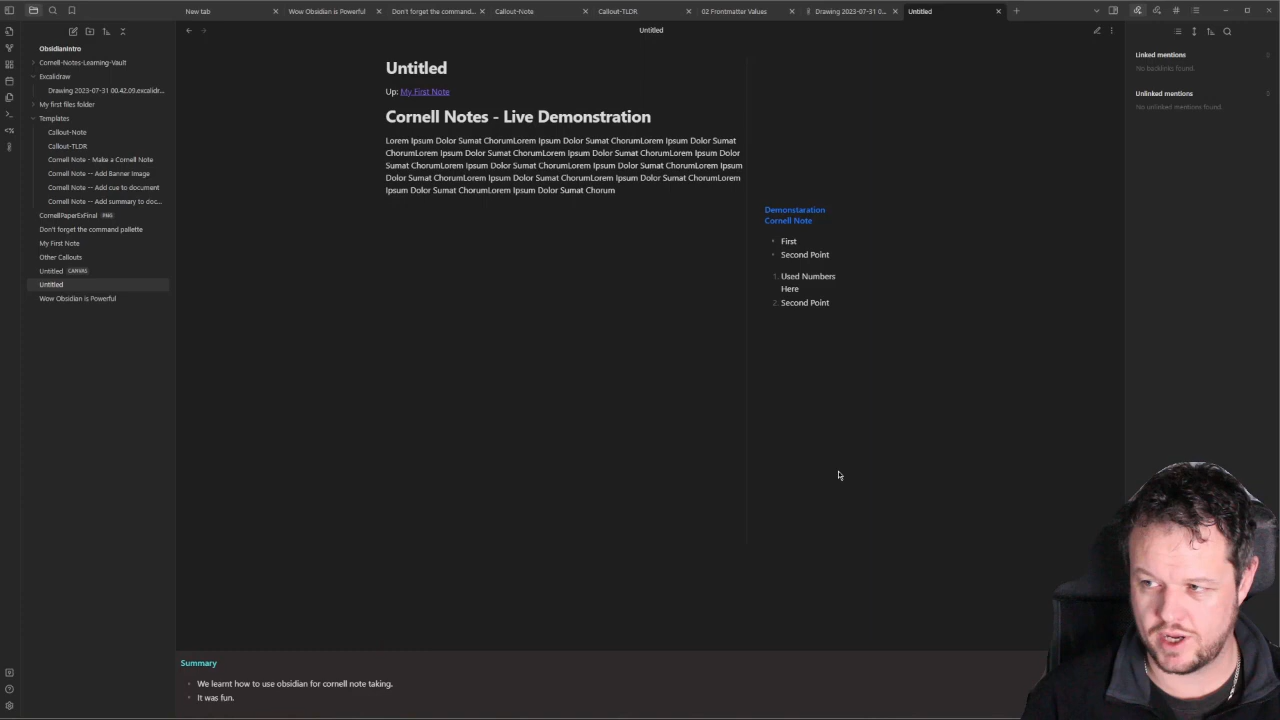 New tab
Wow Obsidian is Powerful
Don't forget the command...
Callout-Note
Callout-TLDR
02 Frontmatter Values
Drawing 2023-07-31 0...
Untitled
Untitled
ObsidianIntro
Cornell-Notes-Learning-Vault
Excalidraw
Drawing 2023-07-31 00.42.09.excalidr...
My first files folder
Templates
Callout-Note
Callout-TLDR
Cornell Note - Make a Cornell Note
Cornell Note -- Add Banner Image
Cornell Note -- Add cue to document
Cornell Note -- Add summary to doc...
CornellPaperExFinal PNG
Don't forget the command pallette
My First Note
Other Callouts
Untitled CANVAS
Untitled
Wow Obsidian is Powerful
Untitled
Up: My First Note
Cornell Notes - Live Demonstration
Lorem Ipsum Dolor Sumat ChorumLorem Ipsum Dolor Sumat ChorumLorem Ipsum Dolor Sumat
ChorumLorem Ipsum Dolor Sumat ChorumLorem Ipsum Dolor Sumat ChorumLorem Ipsum Dolor
Sumat ChorumLorem Ipsum Dolor Sumat ChorumLorem Ipsum Dolor Sumat ChorumLorem Ipsum
Dolor Sumat ChorumLorem Ipsum Dolor Sumat ChorumLorem Ipsum Dolor Sumat ChorumLorem
Ipsum Dolor Sumat ChorumLorem Ipsum Dolor Sumat Chorum
Demonstaration
Cornell Note
First
Second Point
1. Used Numbers
Here
2. Second Point
Summary
We learnt how to use obsidian for cornell note taking.
It was fun.
Linked mentions
No backlinks found.
Unlinked mentions
No unlinked mentions found.